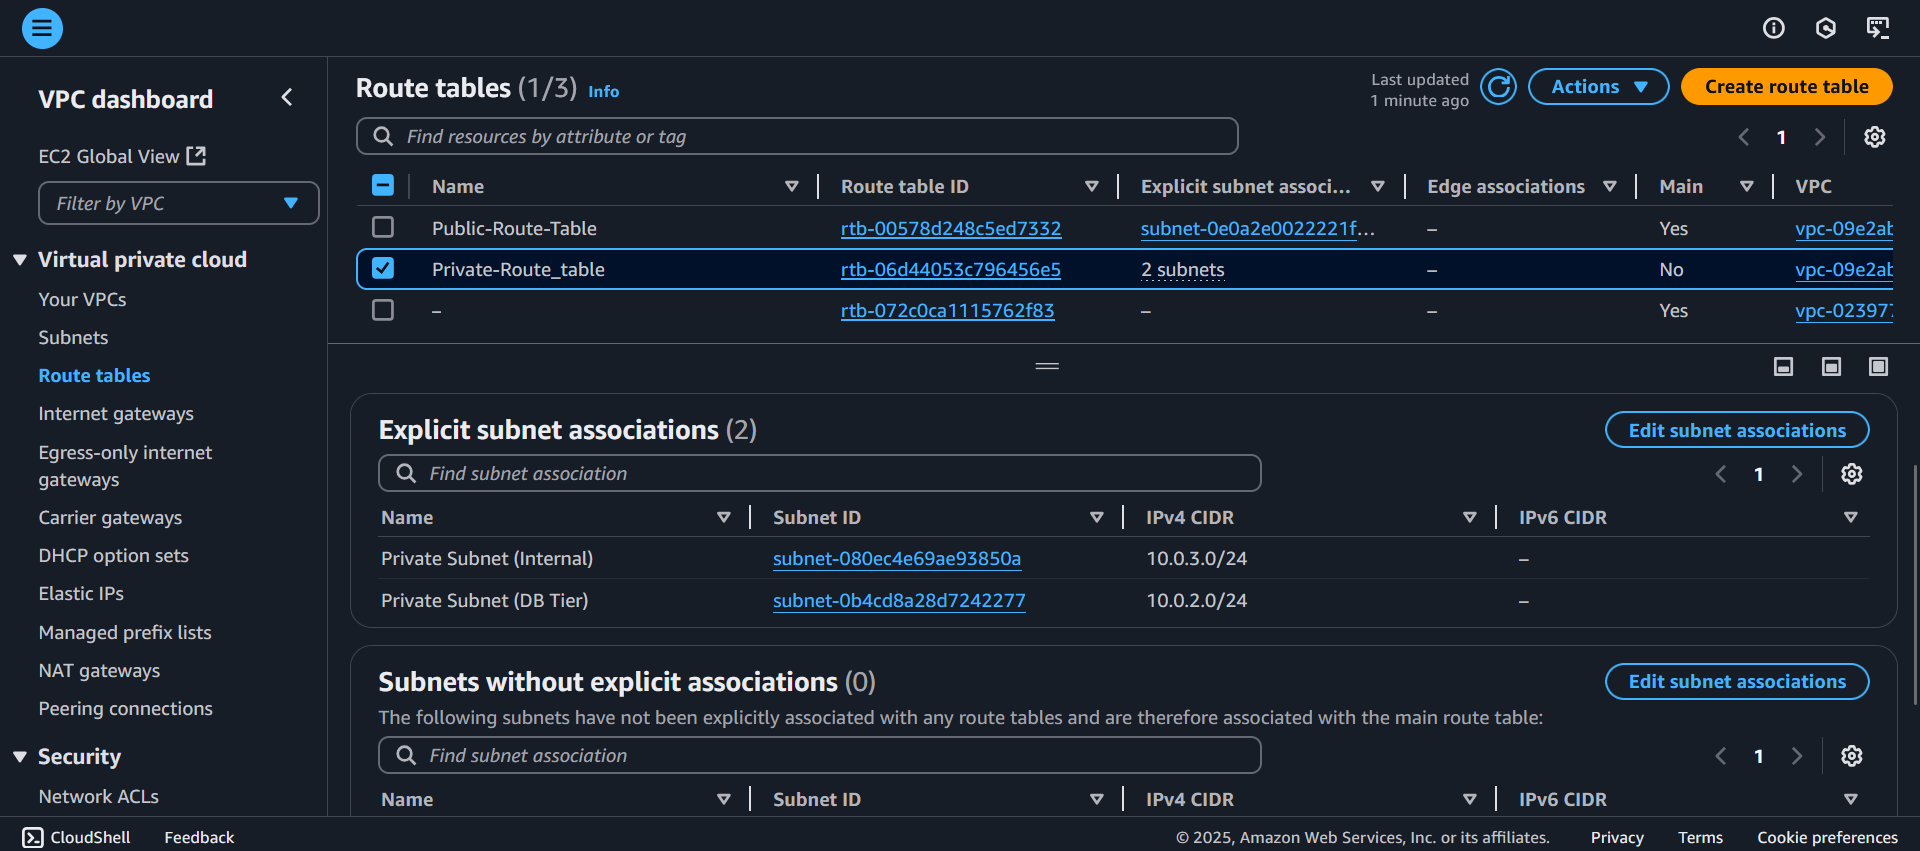 VPC dashboard
EC2 Global View
Filter by VPC
Virtual private cloud
Your VPCs
Subnets
Route tables
Internet gateways
Egress-only internet
gateways
Carrier gateways
DHCP option sets
Elastic IPs
Managed prefix lists
NAT gateways
Peering connections
Security
Network ACLs
Route tables (1/3) Info
Last updated
1 minute ago
Actions
Create route table
Find resources by attribute or tag
1
Name Route table ID Explicit subnet associ... Edge associations Main VPC
Public-Route-Table rtb-00578d248c5ed7332 subnet-0e0a2e0022221f... – Yes vpc-09e2ab
Private-Route_table rtb-06d44053c796456e5 2 subnets – No vpc-09e2ab
– rtb-072c0ca1115762f83 – – Yes vpc-023977
Explicit subnet associations (2)
Edit subnet associations
Find subnet association
1
Name Subnet ID IPv4 CIDR IPv6 CIDR
Private Subnet (Internal) subnet-080ec4e69ae93850a 10.0.3.0/24 –
Private Subnet (DB Tier) subnet-0b4cd8a28d7242277 10.0.2.0/24 –
Subnets without explicit associations (0)
Edit subnet associations
The following subnets have not been explicitly associated with any route tables and are therefore associated with the main route table:
Find subnet association
1
Name Subnet ID IPv4 CIDR IPv6 CIDR
CloudShell Feedback © 2025, Amazon Web Services, Inc. or its affiliates. Privacy Terms Cookie preferences